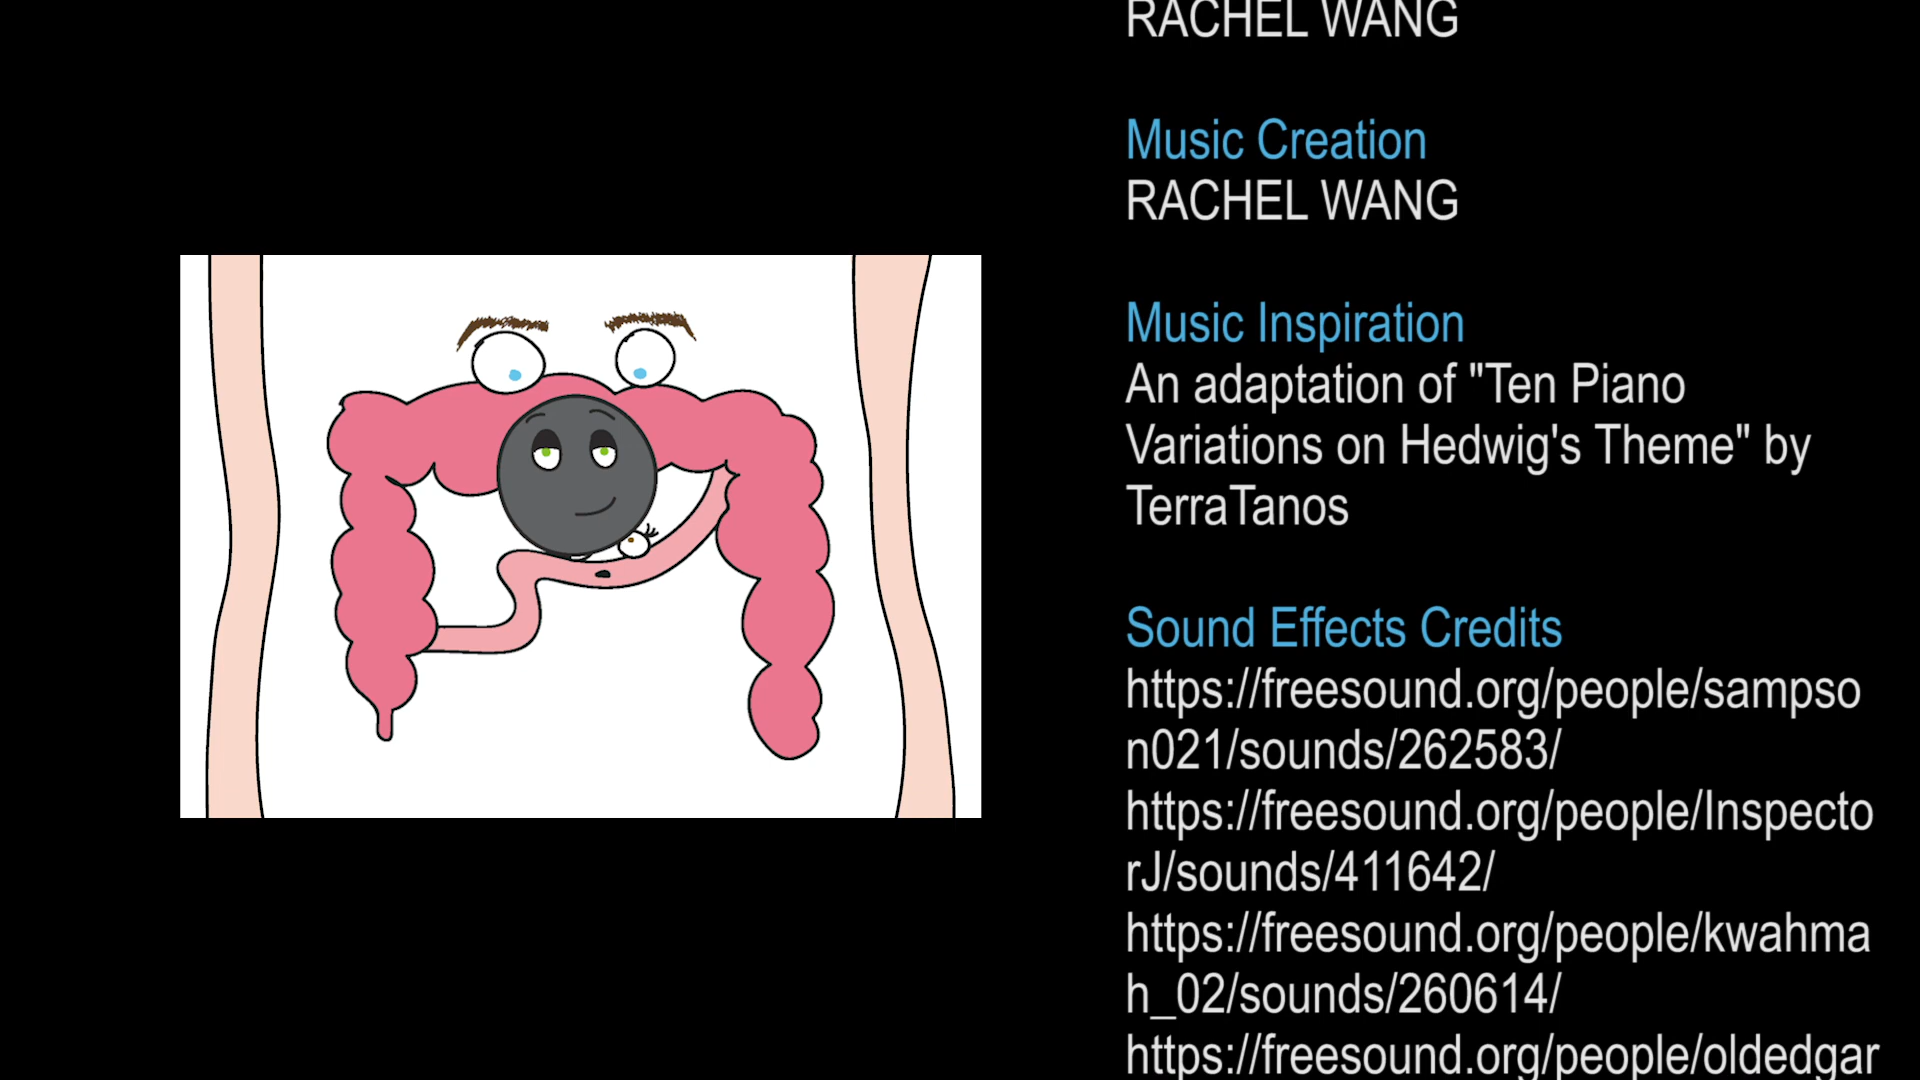 RACHEL WANG
Music Creation
RACHEL WANG
Music Inspiration
An adaptation of "Ten Piano
Variations on Hedwig's Theme" by
TerraTanos
Sound Effects Credits
https://freesound.org/people/sampso
n021/sounds/262583/
https://freesound.org/people/Inspecto
rJ/sounds/411642/
https://freesound.org/people/kwahma
h_02/sounds/260614/
https://freesound.org/people/oldedgar